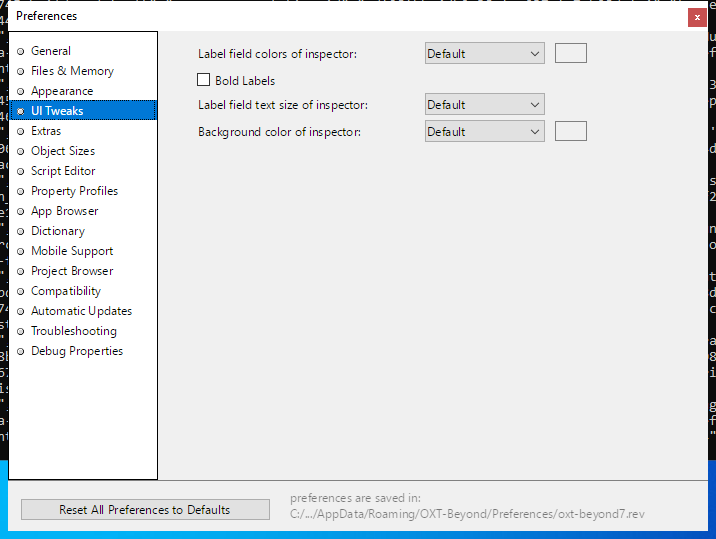 Preferences
x
General
Files & Memory
Appearance
UI Tweaks
Extras
Object Sizes
Script Editor
Property Profiles
App Browser
Dictionary
Mobile Support
Project Browser
Compatibility
Automatic Updates
Troubleshooting
Debug Properties
Label field colors of inspector: Default
Bold Labels
Label field text size of inspector: Default
Background color of inspector: Default
Reset All Preferences to Defaults
preferences are saved in:
C:/.../AppData/Roaming/OXT-Beyond/Preferences/oxt-beyond7.rev